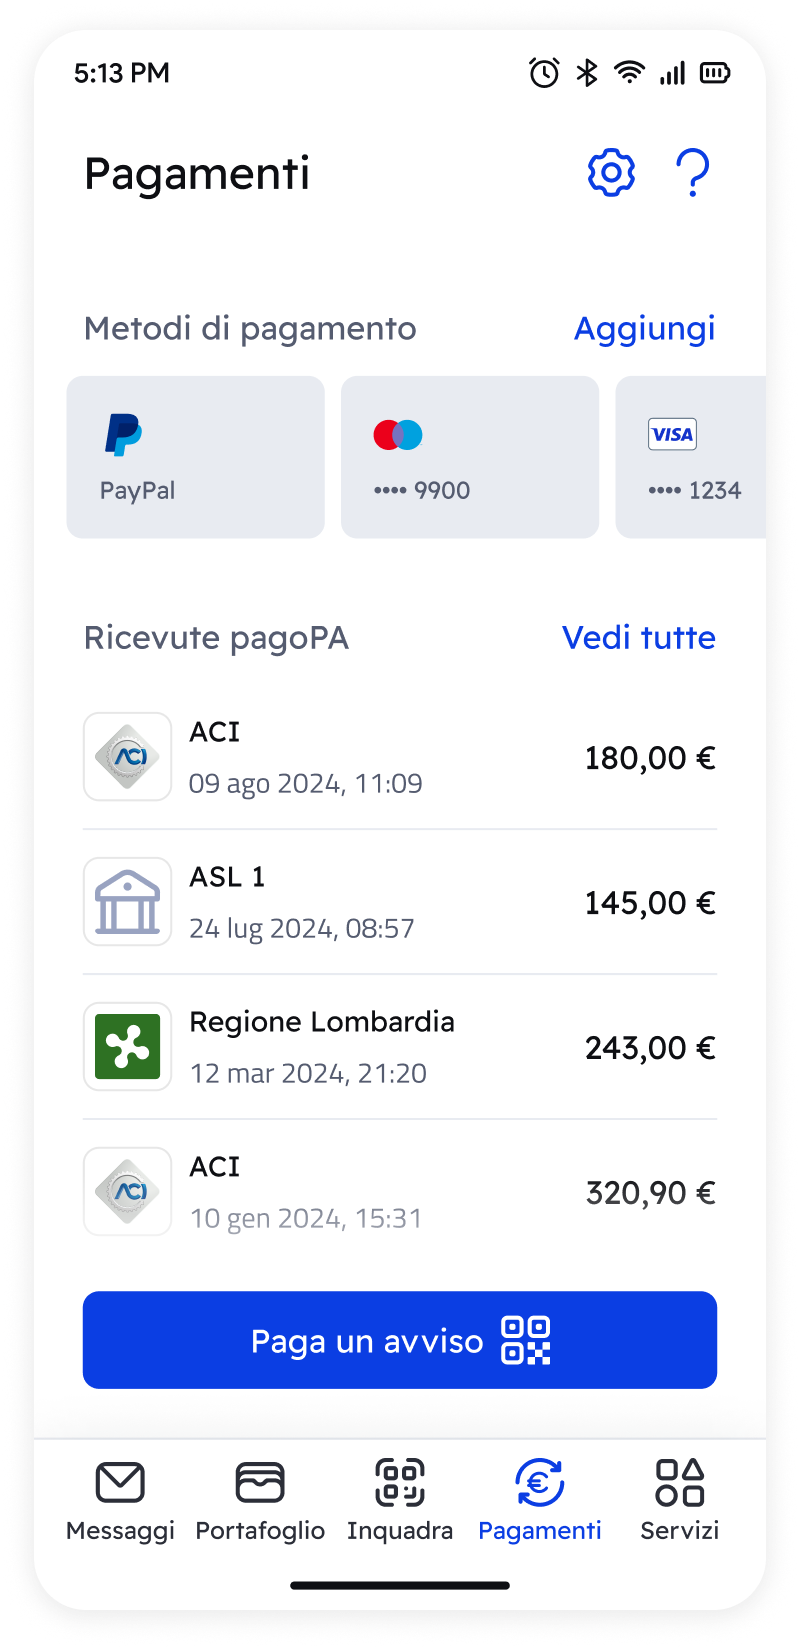 5:13 PM
Pagamenti
Metodi di pagamento Aggiungi
VISA
PayPal •••• 9900 •••• 1234
Ricevute pagoPA Vedi tutte
ACI
ACI
180,00 €
09 ago 2024, 11:09
ASL 1
145,00 €
24 lug 2024, 08:57
Regione Lombardia
243,00 €
12 mar 2024, 21:20
ACI
ACI
320,90 €
10 gen 2024, 15:31
Paga un avviso
Messaggi Portafoglio Inquadra Pagamenti Servizi